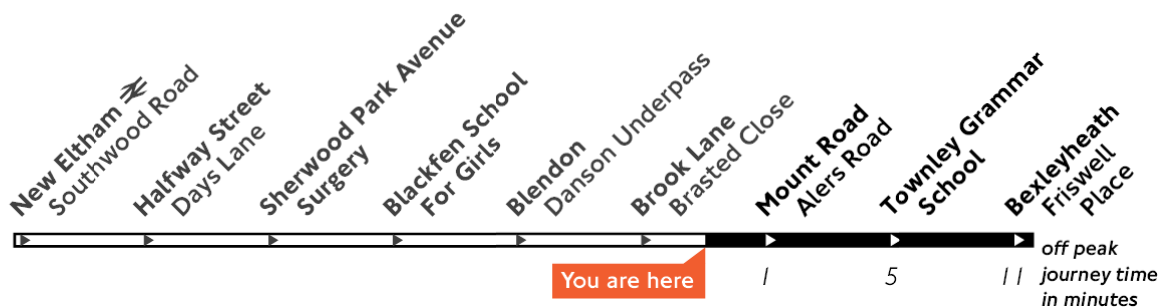 New Eltham
Southwood Road
Halfway Street
Days Lane
Sherwood Park Avenue
Surgery
Blackfen School
For Girls
Blendon
Danson Underpass
Brook Lane
Brasted Close
Mount Road
Alers Road
Townley Grammar
School
Bexleyheath
Friswell
Place
You are here
1
5
11
off peak
journey time
in minutes